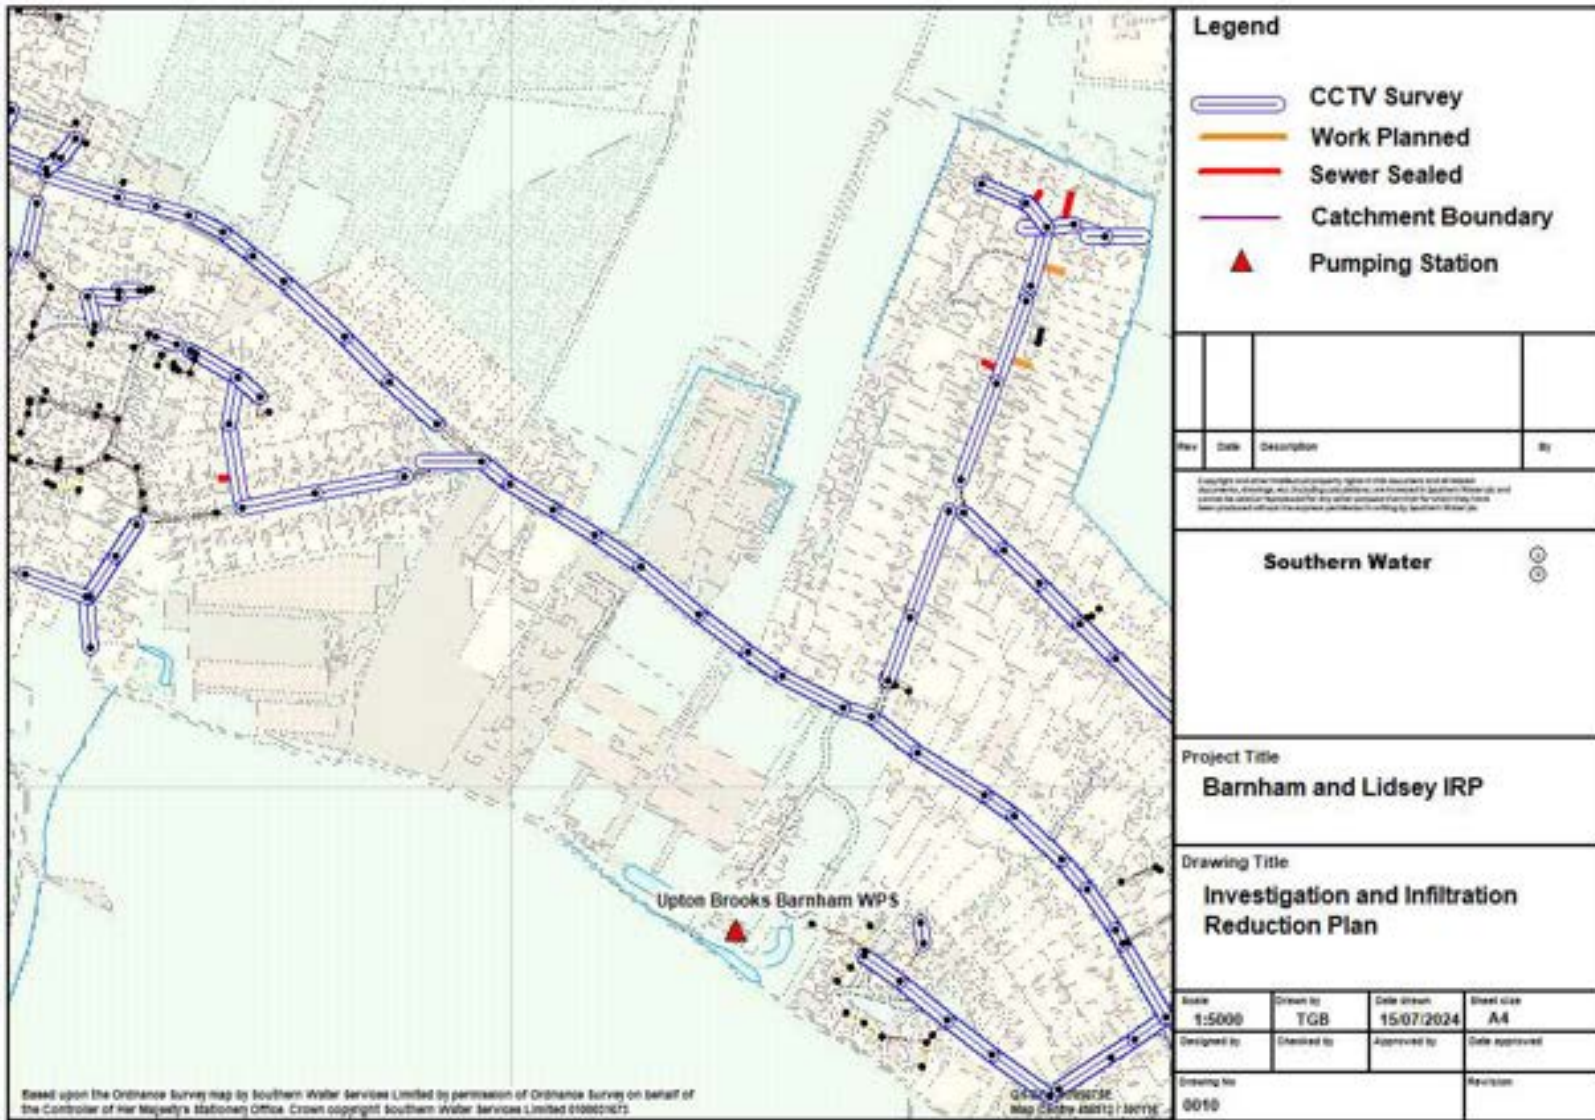 Legend
CCTV Survey
Work Planned
Sewer Sealed
Catchment Boundary
Pumping Station
Rev Date Description By
Southern Water
Project Title
Barnham and Lidsey IRP
Drawing Title
Investigation and Infiltration
Reduction Plan
Upton Brooks Barnham WPS
Scale Drawn by Date drawn Sheet size
1:5000 TGB 15/07/2024 A4
Designed by Checked by Approved by Date approved
Drawing No Revision
0010
Based upon the Ordnance Survey map by Southern Water Services Limited by permission of Ordnance Survey on behalf of
the Controller of Her Majesty's Stationery Office. Crown copyright Southern Water Services Limited
Map Centre